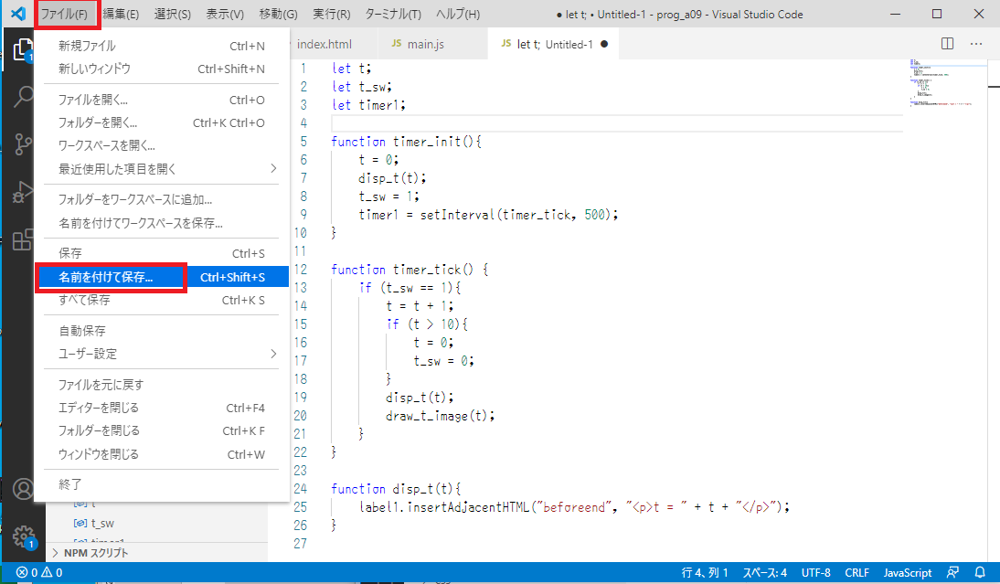 ファイル(F) 編集(E) 選択(S) 表示(V) 移動(G) 実行(R) ターミナル(T) ヘルプ(H) ● let t; • Untitled-1 - prog_a09 - Visual Studio Code
index.html JS main.js JS let t; Untitled-1 ●
新規ファイル Ctrl+N
新しいウィンドウ Ctrl+Shift+N
ファイルを開く... Ctrl+O
フォルダーを開く... Ctrl+K Ctrl+O
ワークスペースを開く...
最近使用した項目を開く
フォルダーをワークスペースに追加...
名前を付けてワークスペースを保存...
保存 Ctrl+S
名前を付けて保存... Ctrl+Shift+S
すべて保存 Ctrl+K S
自動保存
ユーザー設定
ファイルを元に戻す
エディターを閉じる Ctrl+F4
フォルダーを閉じる Ctrl+K F
ウィンドウを閉じる Ctrl+W
終了
1 let t;
2 let t_sw;
3 let timer1;
4
5 function timer_init(){
6 t = 0;
7 disp_t(t);
8 t_sw = 1;
9 timer1 = setInterval(timer_tick, 500);
10 }
11
12 function timer_tick() {
13 if (t_sw == 1){
14 t = t + 1;
15 if (t > 10){
16 t = 0;
17 t_sw = 0;
18 }
19 disp_t(t);
20 draw_t_image(t);
21 }
22 }
23
24 function disp_t(t){
25 label1.insertAdjacentHTML("beforeend", "<p>t = " + t + "</p>");
26 }
27
1
1
t
t_sw
timer1
NPM スクリプト
0 0 行 4、列 1 スペース: 4 UTF-8 CRLF JavaScript